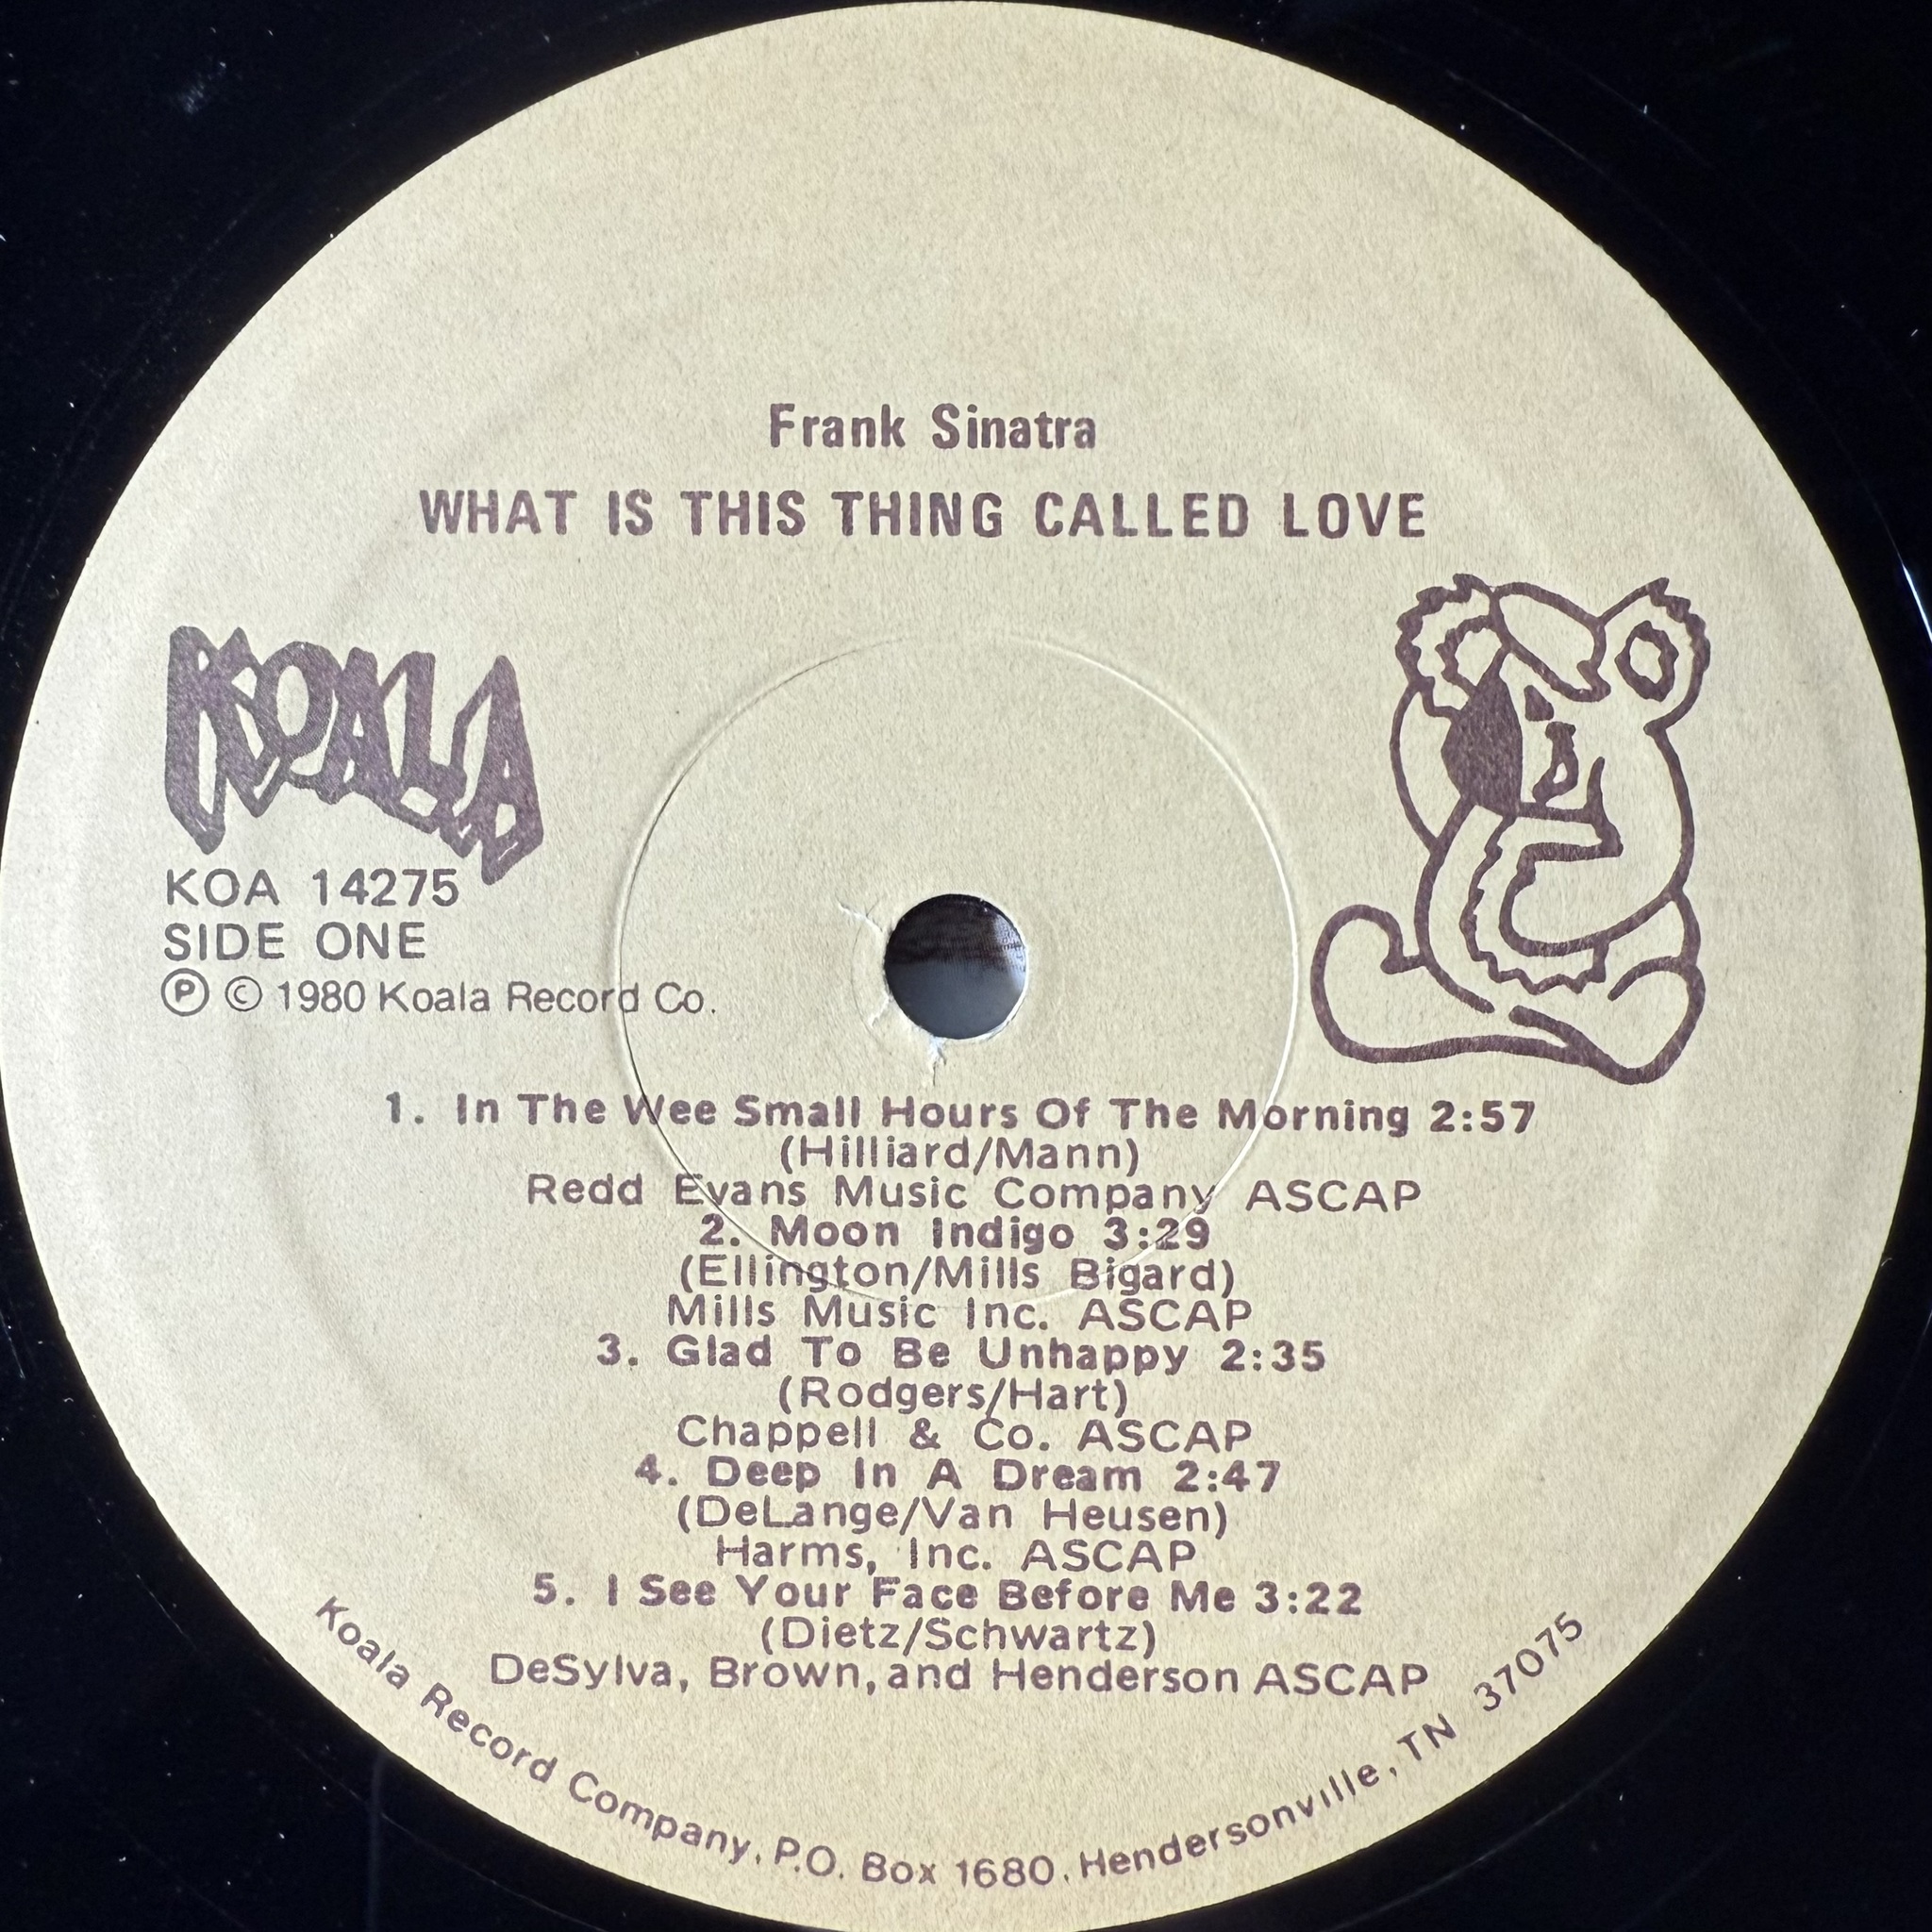 Frank Sinatra
WHAT IS THIS THING CALLED LOVE
KOALA
KOA 14275
SIDE ONE
Ⓟ © 1980 Koala Record Co.
1. In The Wee Small Hours Of The Morning 2:57
(Hilliard/Mann)
Redd Evans Music Company ASCAP
2. Moon Indigo 3:29
(Ellington/Mills Bigard)
Mills Music Inc. ASCAP
3. Glad To Be Unhappy 2:35
(Rodgers/Hart)
Chappell & Co. ASCAP
4. Deep In A Dream 2:47
(DeLange/Van Heusen)
Harms, Inc. ASCAP
5. I See Your Face Before Me 3:22
(Dietz/Schwartz)
DeSylva, Brown, and Henderson ASCAP
Koala Record Company, P.O. Box 1680, Hendersonville, TN 37075